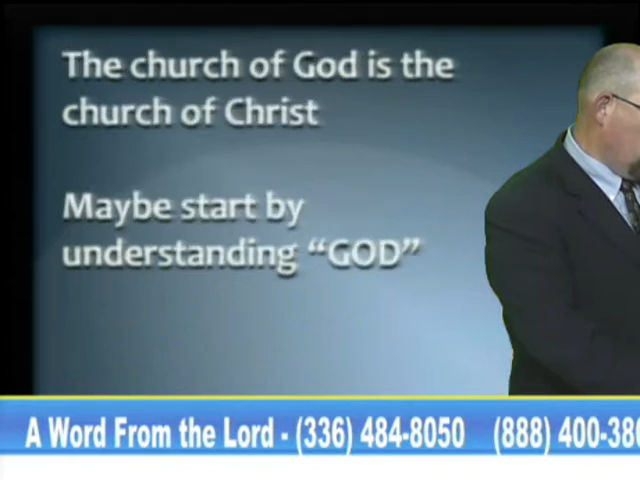 The church of God is the
church of Christ
Maybe start by
understanding “GOD”
A Word From the Lord - (336) 484-8050 (888)